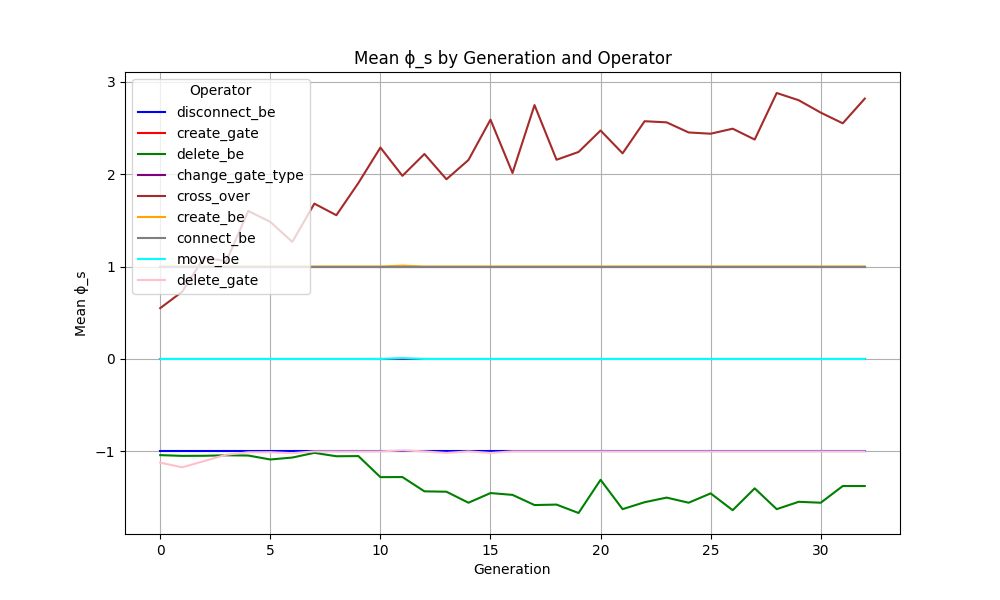 Mean ϕ_s by Generation and Operator
Operator
disconnect_be
create_gate
delete_be
change_gate_type
cross_over
create_be
connect_be
move_be
delete_gate
3
2
1
0
−1
Mean ϕ_s
0 5 10 15 20 25 30
Generation